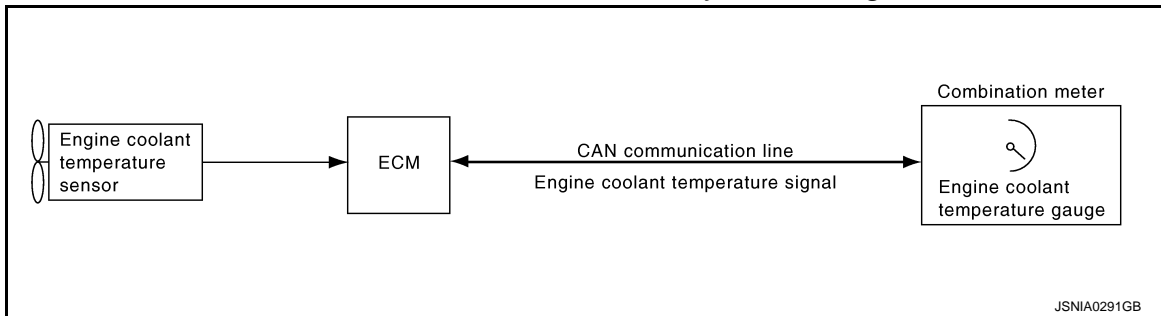 Engine coolant
temperature
sensor
ECM
CAN communication line
Engine coolant temperature signal
Combination meter
Engine coolant
temperature gauge
JSNIA0291GB